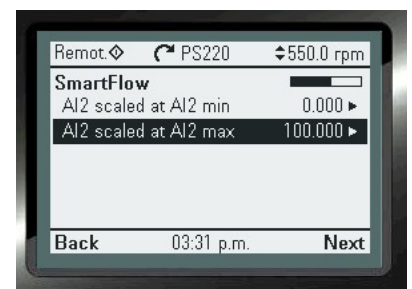 Remot. PS220 550.0 rpm
SmartFlow
AI2 scaled at AI2 min 0.000
AI2 scaled at AI2 max 100.000
Back 03:31 p.m. Next